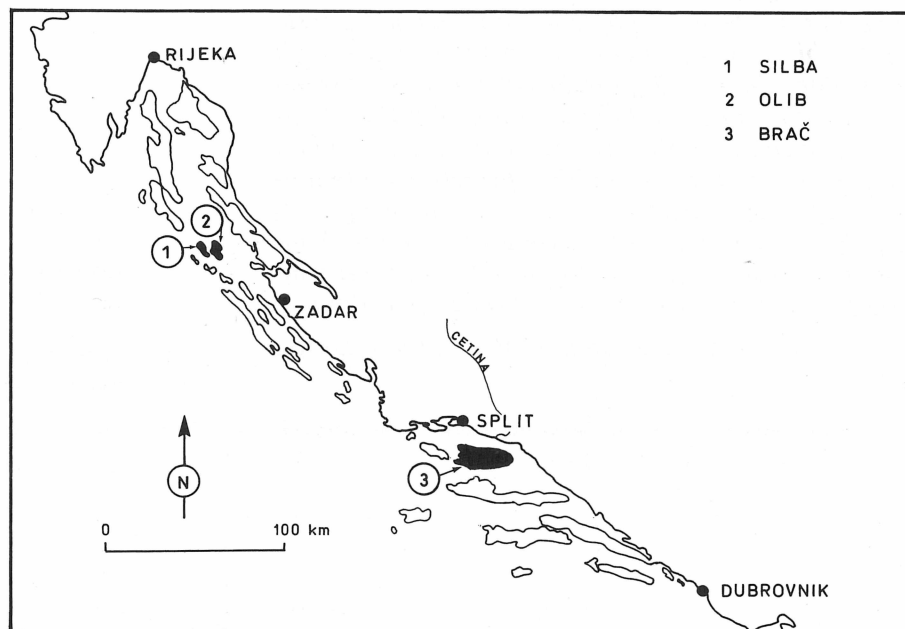 RIJEKA
1 SILBA
2 OLIB
3 BRAČ
2
1
ZADAR
CETINA
SPLIT
3
N
0 100 km
DUBROVNIK